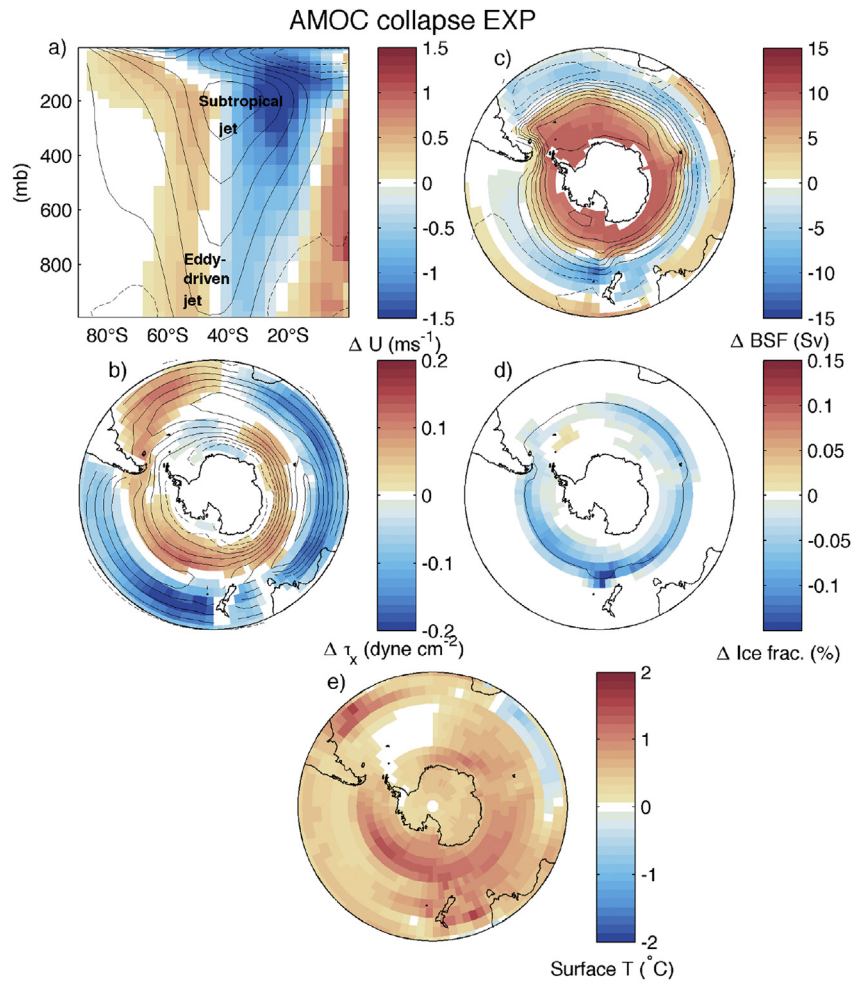 AMOC collapse EXP
a)
200
400
600
800
(mb)
Subtropical
jet
Eddy-
driven
jet
80°S 60°S 40°S 20°S
1.5
1
0.5
0
-0.5
-1
-1.5
Δ U (ms⁻¹)
c)
15
10
5
0
-5
-10
-15
Δ BSF (Sv)
b)
0.2
0.1
0
-0.1
-0.2
Δ τₓ (dyne cm⁻²)
d)
0.15
0.1
0.05
0
-0.05
-0.1
Δ Ice frac. (%)
e)
2
1
0
-1
-2
Surface T (°C)